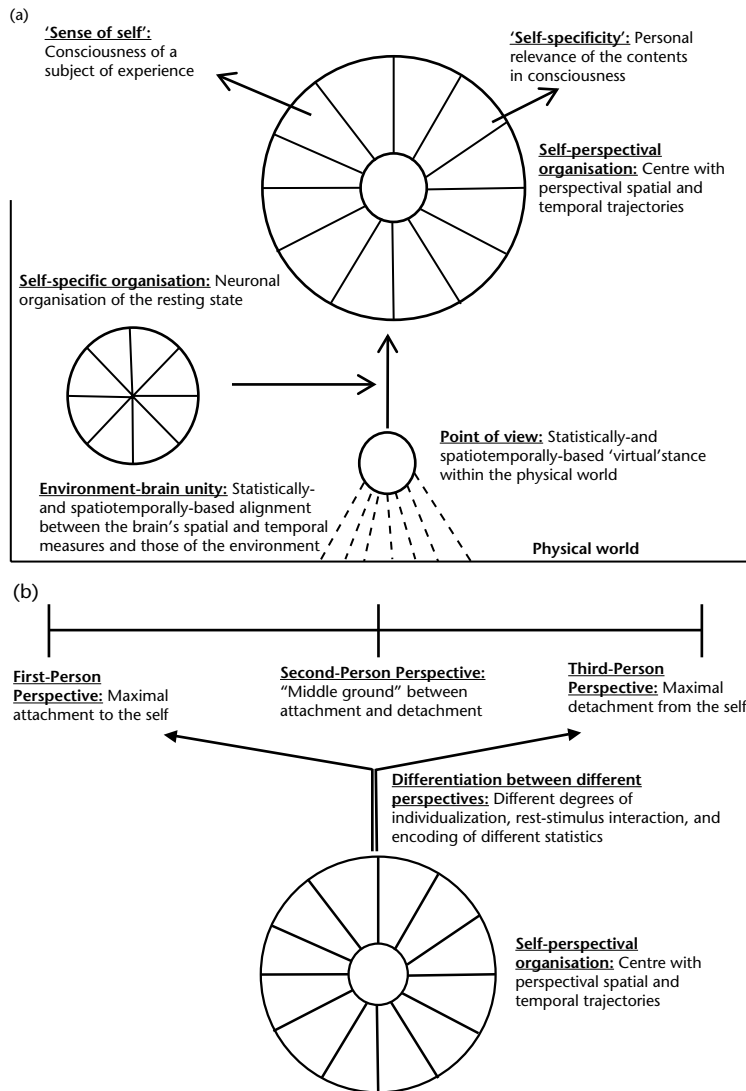 (a)
‘Sense of self’:
Consciousness of a
subject of experience
‘Self-specificity’: Personal
relevance of the contents
in consciousness
Self-perspectival
organisation: Centre with
perspectival spatial and
temporal trajectories
Self-specific organisation: Neuronal
organisation of the resting state
Point of view: Statistically-and
spatiotemporally-based ‘virtual’stance
within the physical world
Environment-brain unity: Statistically-
and spatiotemporally-based alignment
between the brain’s spatial and temporal
measures and those of the environment
Physical world
(b)
First-Person
Perspective: Maximal
attachment to the self
Second-Person Perspective:
“Middle ground” between
attachment and detachment
Third-Person
Perspective: Maximal
detachment from the self
Differentiation between different
perspectives: Different degrees of
individualization, rest-stimulus interaction, and
encoding of different statistics
Self-perspectival
organisation: Centre with
perspectival spatial and
temporal trajectories